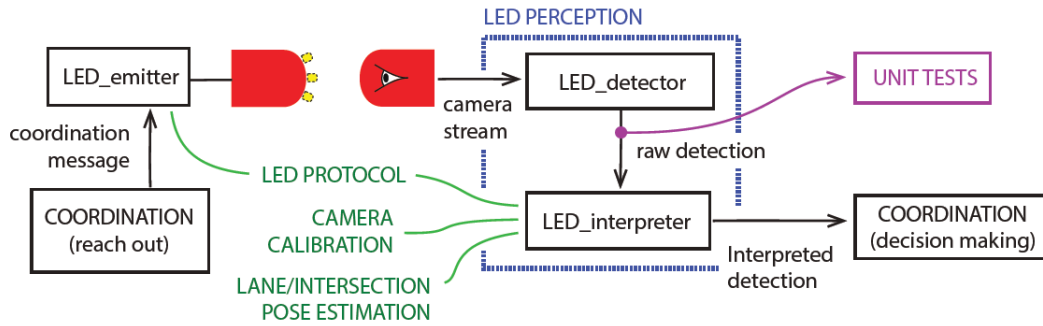 LED PERCEPTION
LED_emitter
LED_detector
UNIT TESTS
camera
stream
coordination
message
raw detection
LED PROTOCOL
COORDINATION
(reach out)
CAMERA
CALIBRATION
LED_interpreter
COORDINATION
(decision making)
Interpreted
detection
LANE/INTERSECTION
POSE ESTIMATION